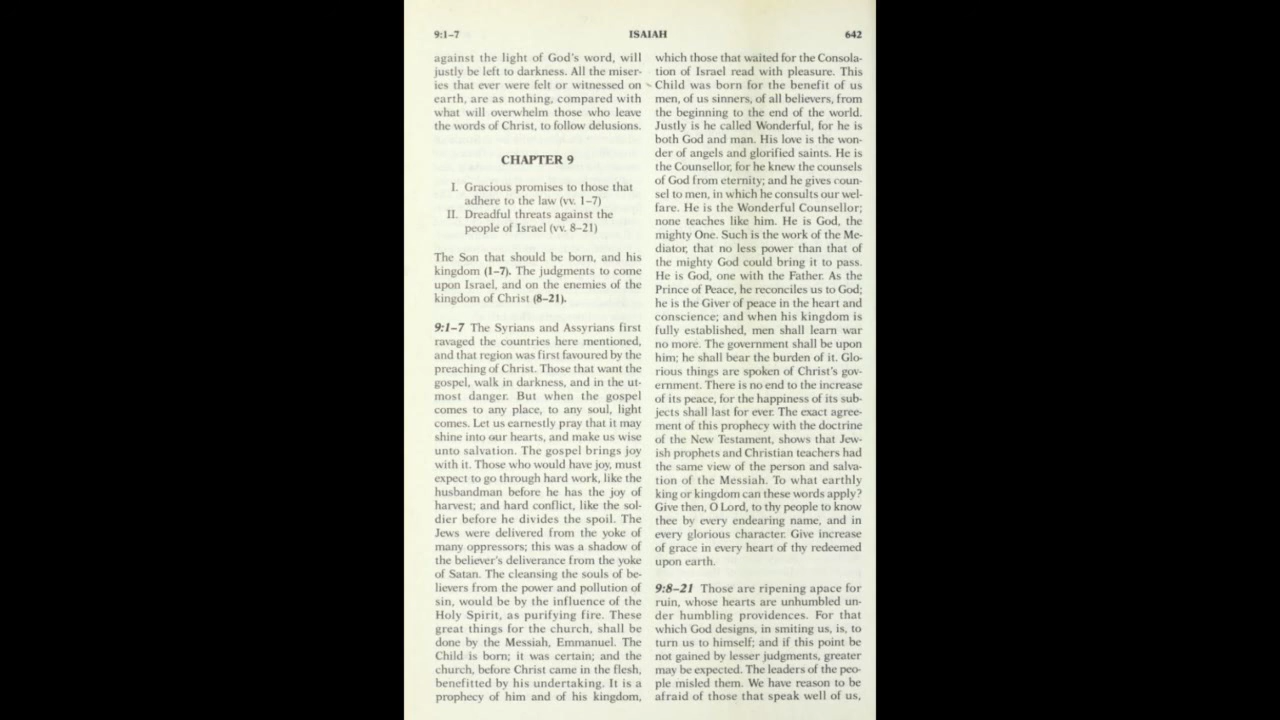 9:1–7
ISAIAH
642
against the light of God's word, will
justly be left to darkness. All the miser-
ies that ever were felt or witnessed on
earth, are as nothing, compared with
what will overwhelm those who leave
the words of Christ, to follow delusions.
CHAPTER 9
I. Gracious promises to those that
adhere to the law (vv. 1–7)
II. Dreadful threats against the
people of Israel (vv. 8–21)
The Son that should be born, and his
kingdom (1–7). The judgments to come
upon Israel, and on the enemies of the
kingdom of Christ (8–21).
9:1–7 The Syrians and Assyrians first
ravaged the countries here mentioned,
and that region was first favoured by the
preaching of Christ. Those that want the
gospel, walk in darkness, and in the ut-
most danger. But when the gospel
comes to any place, to any soul, light
comes. Let us earnestly pray that it may
shine into our hearts, and make us wise
unto salvation. The gospel brings joy
with it. Those who would have joy, must
expect to go through hard work, like the
husbandman before he has the joy of
harvest; and hard conflict, like the sol-
dier before he divides the spoil. The
Jews were delivered from the yoke of
many oppressors; this was a shadow of
the believer's deliverance from the yoke
of Satan. The cleansing the souls of be-
lievers from the power and pollution of
sin, would be by the influence of the
Holy Spirit, as purifying fire. These
great things for the church, shall be
done by the Messiah, Emmanuel. The
Child is born; it was certain; and the
church, before Christ came in the flesh,
benefitted by his undertaking. It is a
prophecy of him and of his kingdom,
which those that waited for the Consola-
tion of Israel read with pleasure. This
Child was born for the benefit of us
men, of us sinners, of all believers, from
the beginning to the end of the world.
Justly is he called Wonderful, for he is
both God and man. His love is the won-
der of angels and glorified saints. He is
the Counsellor, for he knew the counsels
of God from eternity; and he gives coun-
sel to men, in which he consults our wel-
fare. He is the Wonderful Counsellor;
none teaches like him. He is God, the
mighty One. Such is the work of the Me-
diator, that no less power than that of
the mighty God could bring it to pass.
He is God, one with the Father. As the
Prince of Peace, he reconciles us to God;
he is the Giver of peace in the heart and
conscience; and when his kingdom is
fully established, men shall learn war
no more. The government shall be upon
him; he shall bear the burden of it. Glo-
rious things are spoken of Christ's gov-
ernment. There is no end to the increase
of its peace, for the happiness of its sub-
jects shall last for ever. The exact agree-
ment of this prophecy with the doctrine
of the New Testament, shows that Jew-
ish prophets and Christian teachers had
the same view of the person and salva-
tion of the Messiah. To what earthly
king or kingdom can these words apply?
Give then, O Lord, to thy people to know
thee by every endearing name, and in
every glorious character. Give increase
of grace in every heart of thy redeemed
upon earth.
9:8–21 Those are ripening apace for
ruin, whose hearts are unhumbled un-
der humbling providences. For that
which God designs, in smiting us, is, to
turn us to himself; and if this point be
not gained by lesser judgments, greater
may be expected. The leaders of the peo-
ple misled them. We have reason to be
afraid of those that speak well of us,